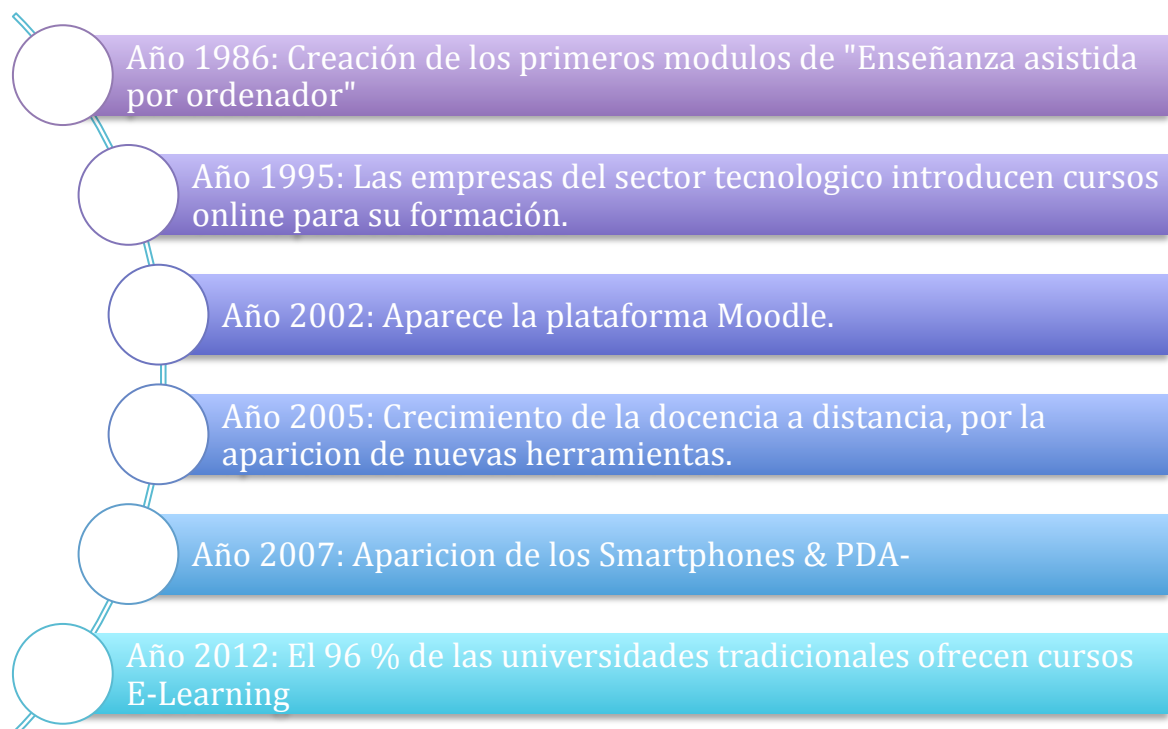 Año 1986: Creación de los primeros modulos de "Enseñanza asistida
por ordenador"
Año 1995: Las empresas del sector tecnologico introducen cursos
online para su formación.
Año 2002: Aparece la plataforma Moodle.
Año 2005: Crecimiento de la docencia a distancia, por la
aparicion de nuevas herramientas.
Año 2007: Aparicion de los Smartphones & PDA-
Año 2012: El 96 % de las universidades tradicionales ofrecen cursos
E-Learning